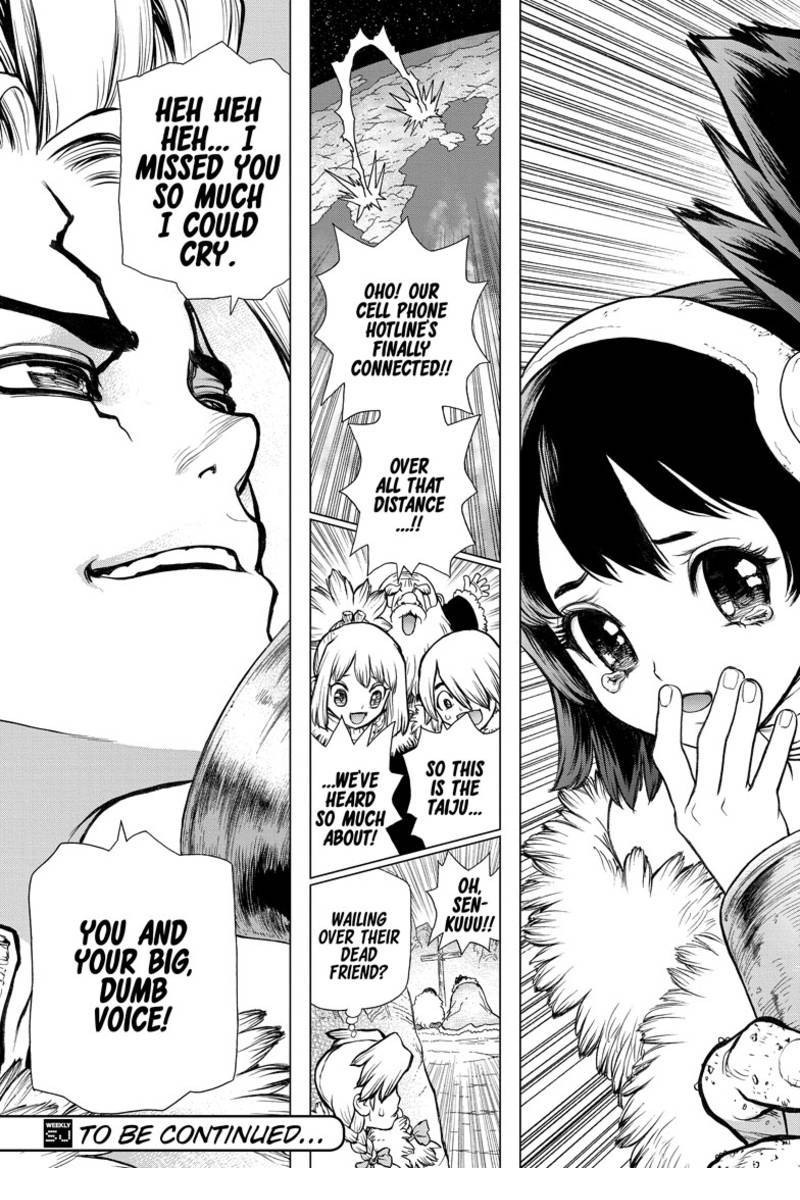 OHO! OUR
CELL PHONE
HOTLINE'S
FINALLY
CONNECTED!!
OVER
ALL THAT
DISTANCE
...!!
SO THIS
IS THE
TAIJU...
...WE'VE
HEARD
SO MUCH
ABOUT!
OH,
SEN-
KUUU!!
WAILING
OVER THEIR
DEAD
FRIEND?
HEH HEH
HEH... I
MISSED YOU
SO MUCH
I COULD
CRY.
YOU AND
YOUR BIG,
DUMB
VOICE!
WEEKLY
SJ
TO BE CONTINUED...